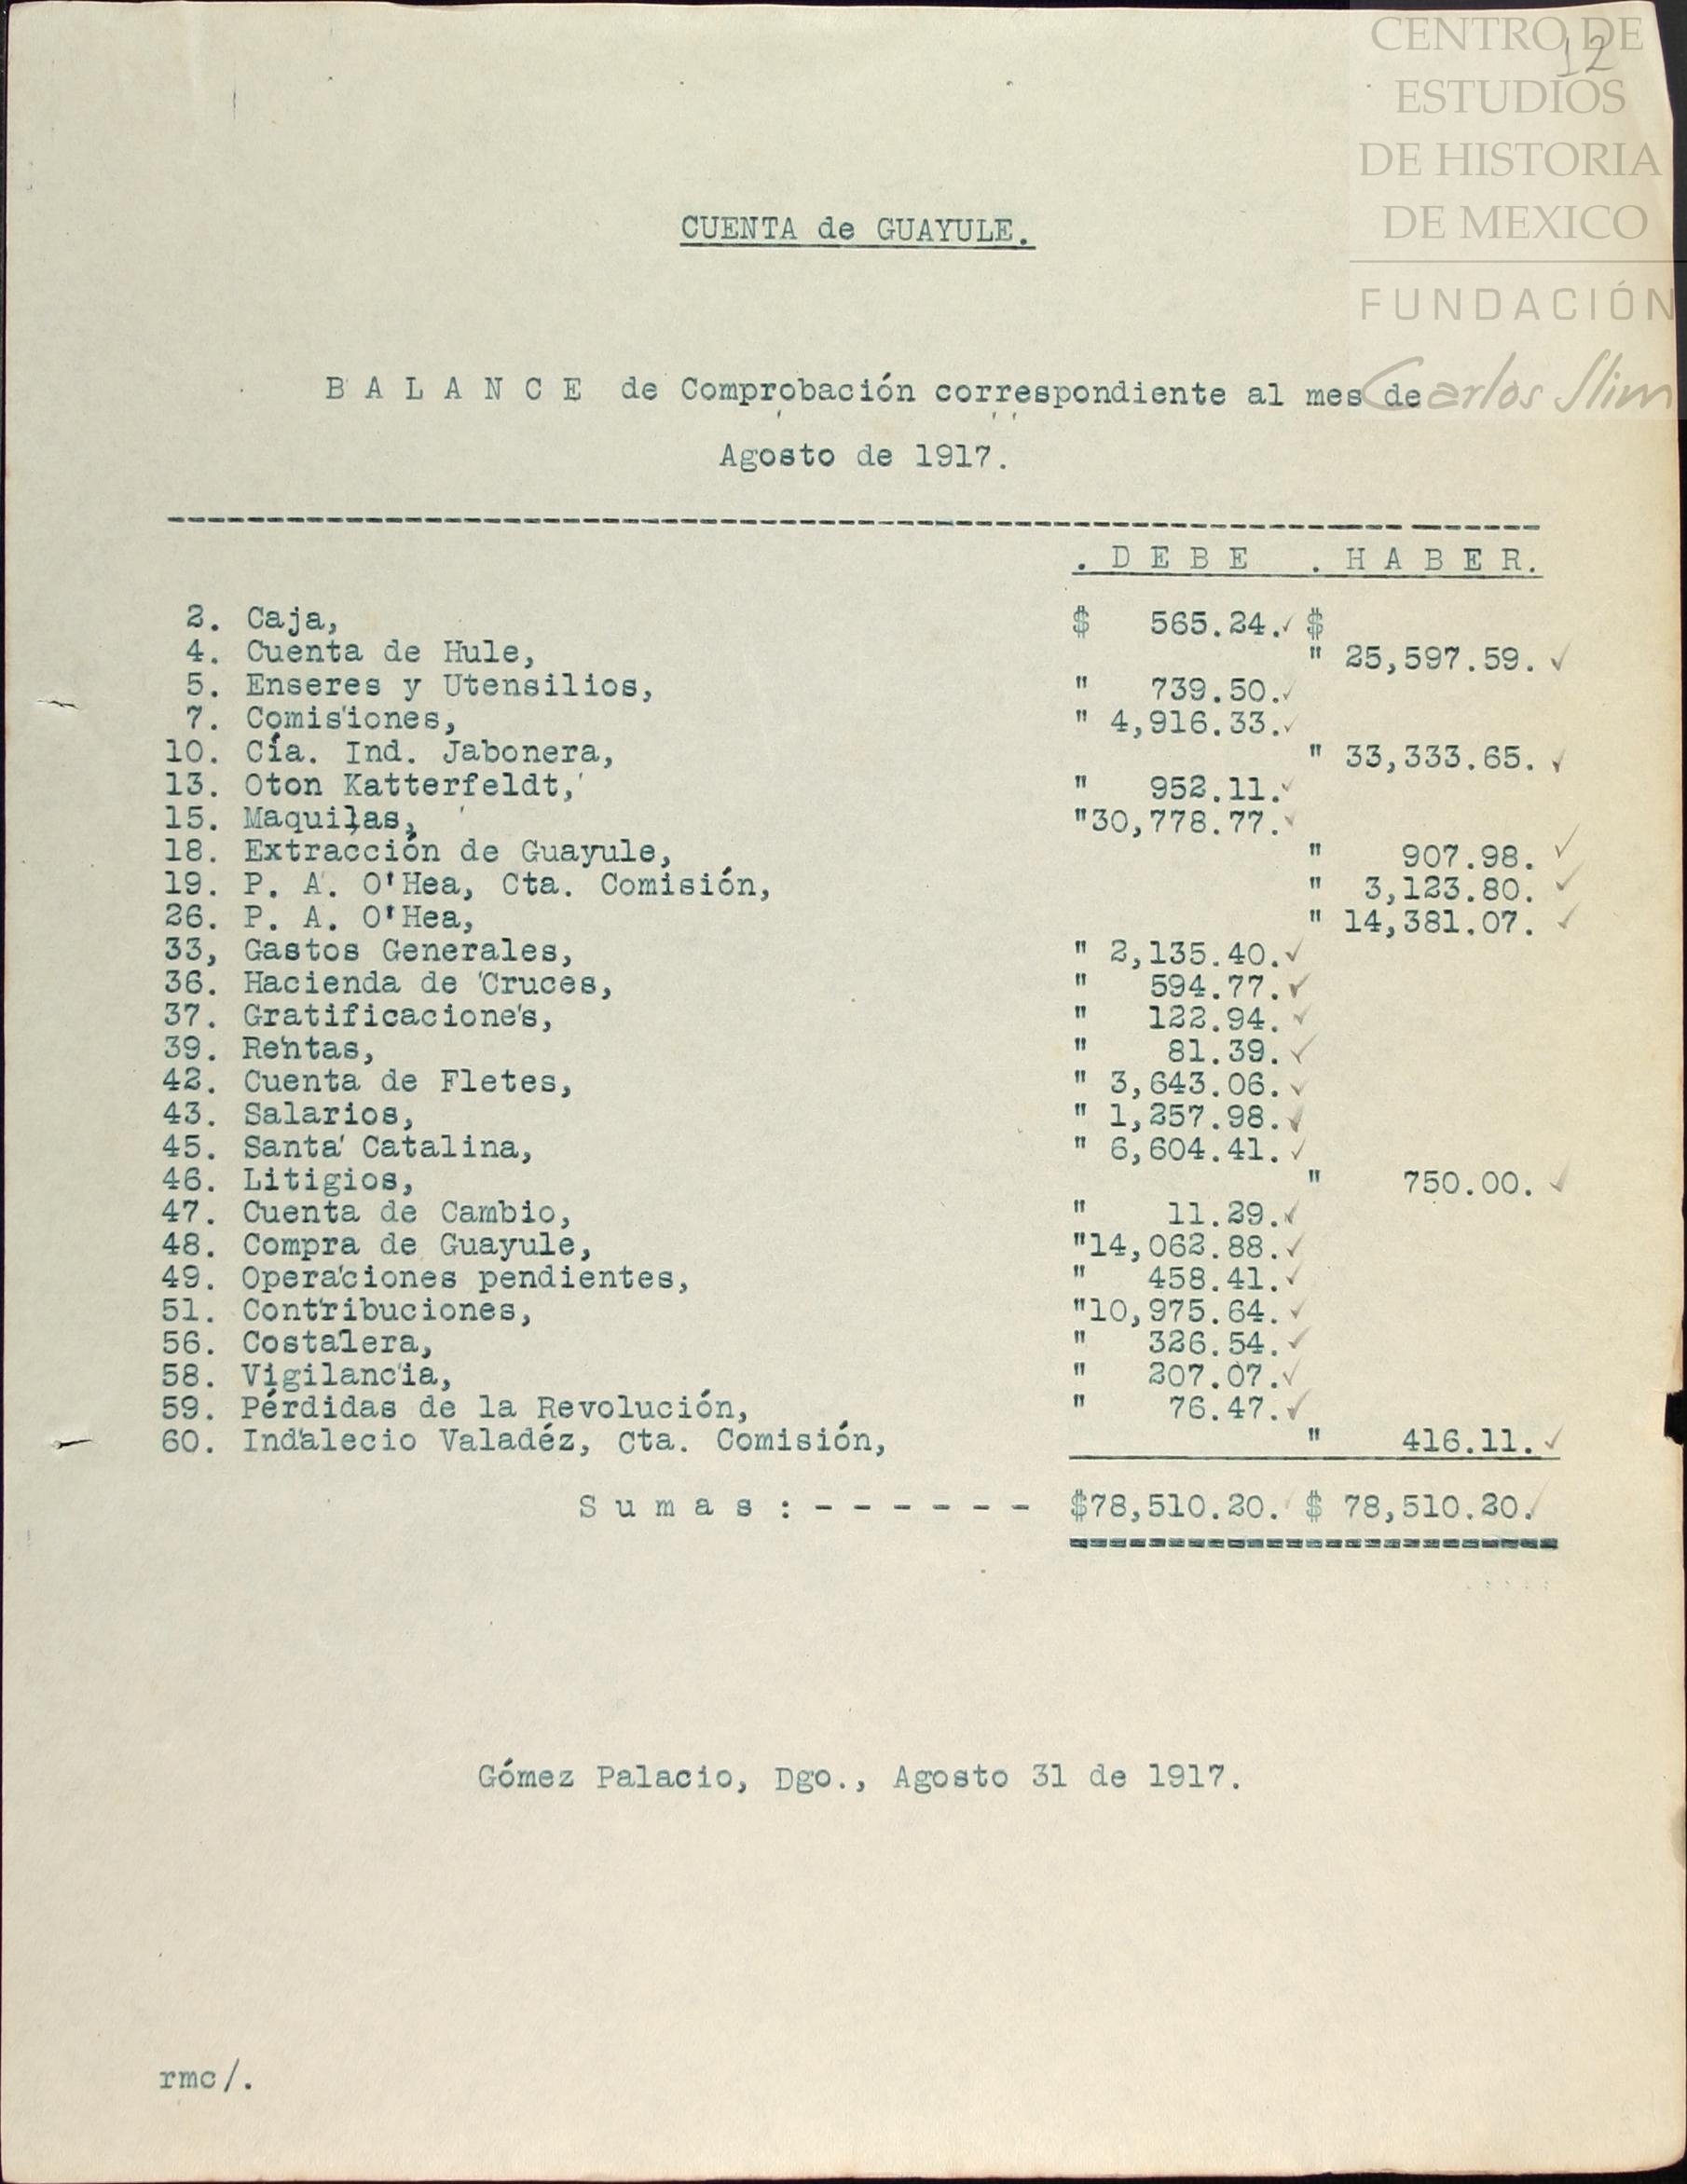 CENTRO DE
ESTUDIOS
DE HISTORIA
DE MEXICO
FUNDACIÓN
Carlos Slim
12
CUENTA de GUAYULE.
B A L A N C E de Comprobación correspondiente al mes de
Agosto de 1917.
. D E B E . H A B E R.
2. Caja, $ 565.24. $
4. Cuenta de Hule, " 25,597.59.
5. Enseres y Utensilios, " 739.50.
7. Comisiones, " 4,916.33.
10. Cía. Ind. Jabonera, " 33,333.65.
13. Oton Katterfeldt, " 952.11.
15. Maquilas, "30,778.77.
18. Extracción de Guayule, " 907.98.
19. P. A. O'Hea, Cta. Comisión, " 3,123.80.
26. P. A. O'Hea, " 14,381.07.
33, Gastos Generales, " 2,135.40.
36. Hacienda de Cruces, " 594.77.
37. Gratificaciones, " 122.94.
39. Rentas, " 81.39.
42. Cuenta de Fletes, " 3,643.06.
43. Salarios, " 1,257.98.
45. Santa Catalina, " 6,604.41.
46. Litigios, " 750.00.
47. Cuenta de Cambio, " 11.29.
48. Compra de Guayule, "14,062.88.
49. Operaciones pendientes, " 458.41.
51. Contribuciones, "10,975.64.
56. Costalera, " 326.54.
58. Vigilancia, " 207.07.
59. Pérdidas de la Revolución, " 76.47.
60. Indalecio Valadéz, Cta. Comisión, " 416.11.
S u m a s : - - - - - - $78,510.20. $ 78,510.20.
Gómez Palacio, Dgo., Agosto 31 de 1917.
rmc/.